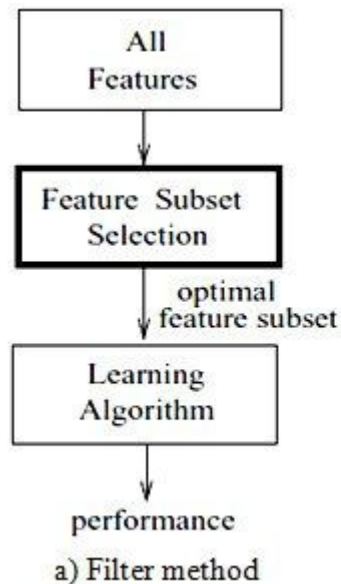 All
Features
Feature Subset
Selection
optimal
feature subset
Learning
Algorithm
performance
a) Filter method